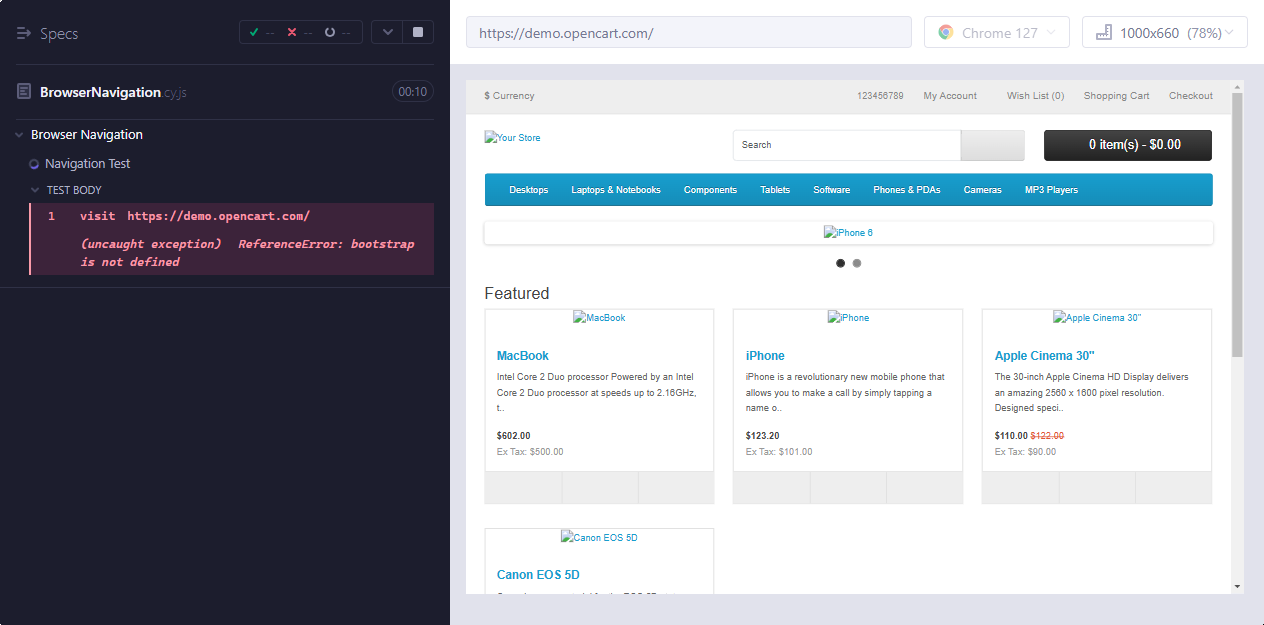 Specs
-- -- --
BrowserNavigation.cy.js
00:10
Browser Navigation
Navigation Test
TEST BODY
1 visit https://demo.opencart.com/
(uncaught exception) ReferenceError: bootstrap
is not defined
https://demo.opencart.com/
Chrome 127
1000x660 (78%)
$ Currency
123456789
My Account
Wish List (0)
Shopping Cart
Checkout
Your Store
Search
0 item(s) - $0.00
Desktops
Laptops & Notebooks
Components
Tablets
Software
Phones & PDAs
Cameras
MP3 Players
iPhone 6
Featured
MacBook
MacBook
Intel Core 2 Duo processor Powered by an Intel
Core 2 Duo processor at speeds up to 2.16GHz,
t..
$602.00
Ex Tax: $500.00
iPhone
iPhone
iPhone is a revolutionary new mobile phone that
allows you to make a call by simply tapping a
name o..
$123.20
Ex Tax: $101.00
Apple Cinema 30"
Apple Cinema 30"
The 30-inch Apple Cinema HD Display delivers
an amazing 2560 x 1600 pixel resolution.
Designed speci..
$110.00 $122.00
Ex Tax: $90.00
Canon EOS 5D
Canon EOS 5D